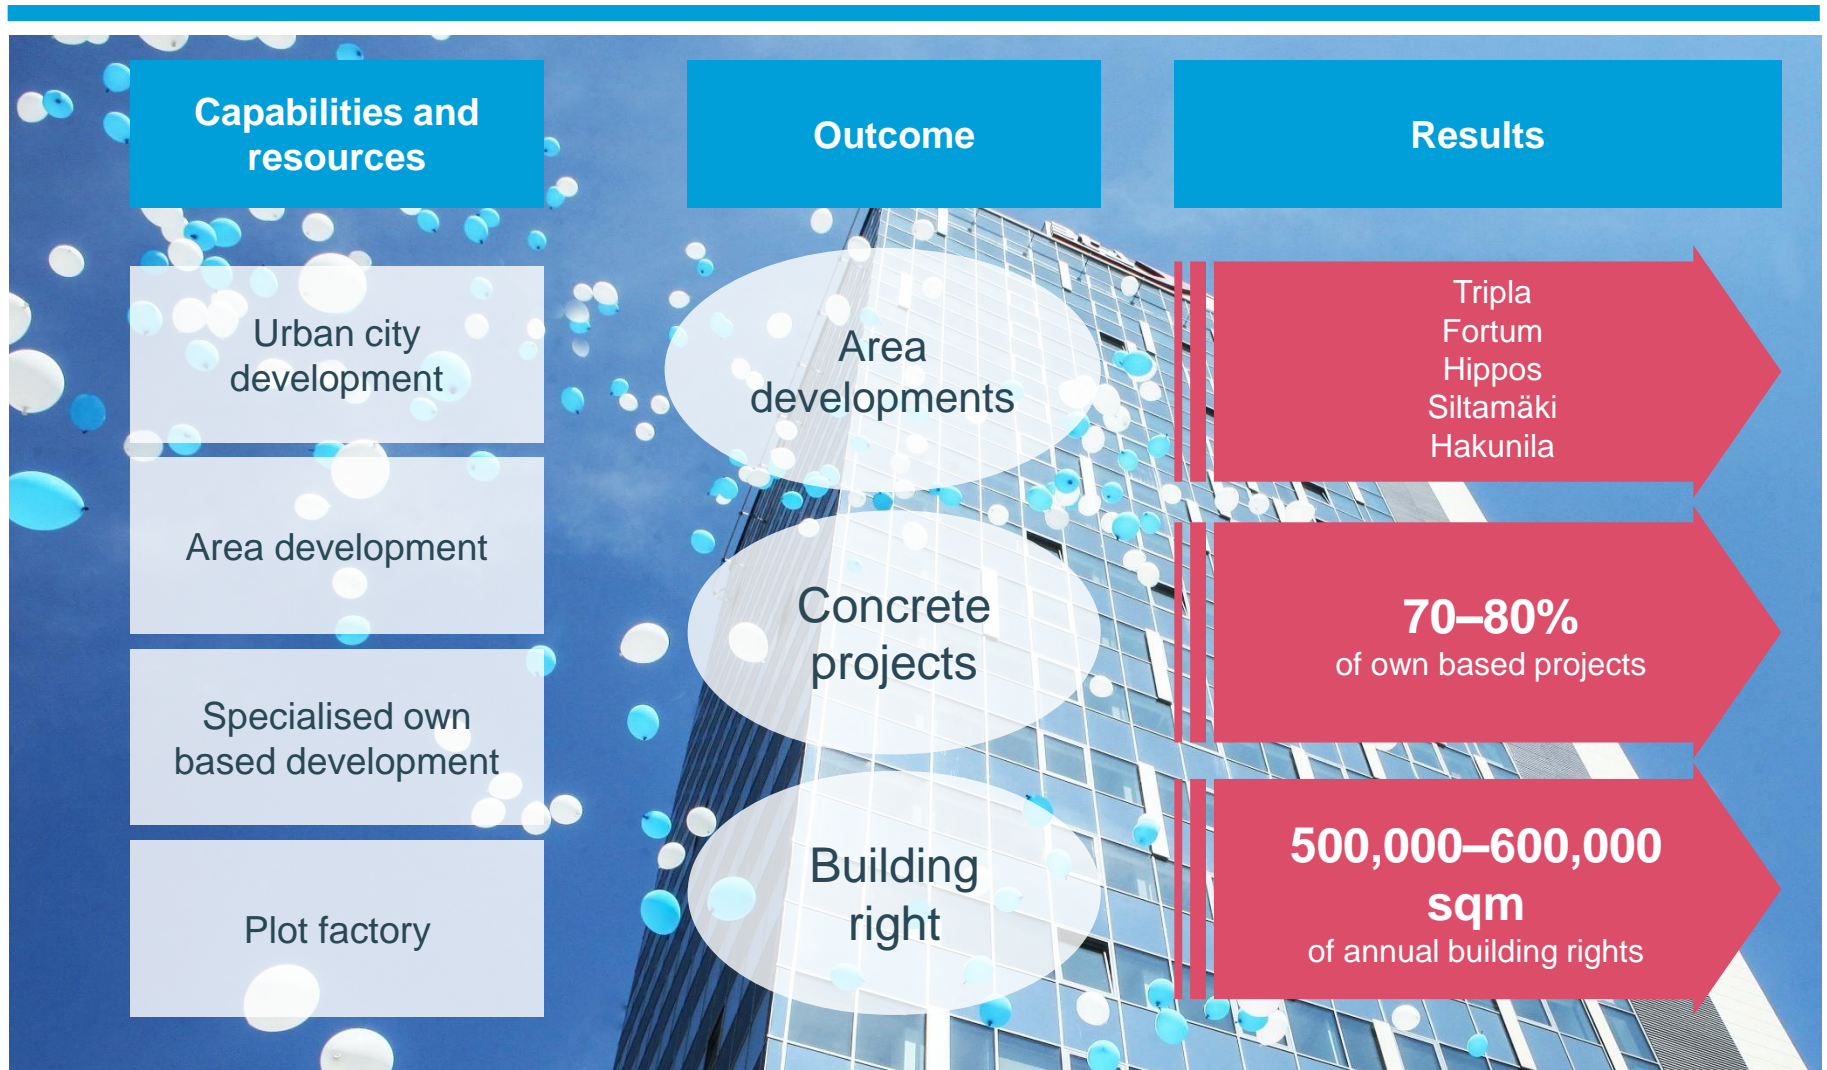 Capabilities and
resources
Outcome
Results
Urban city
development
Area development
Specialised own
based development
Plot factory
Area
developments
Concrete
projects
Building
right
Tripla
Fortum
Hippos
Siltamäki
Hakunila
70–80%
of own based projects
500,000–600,000
sqm
of annual building rights